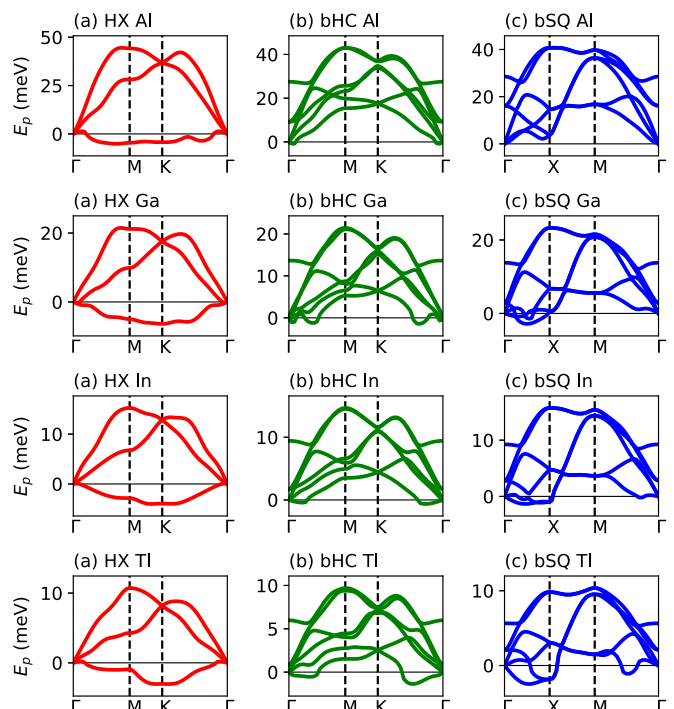 (a) HX Al (b) bHC Al (c) bSQ Al
E_p (meV)
50
25
0
40
20
0
40
20
0
Γ M K Γ Γ M K Γ Γ X M Γ
(a) HX Ga (b) bHC Ga (c) bSQ Ga
E_p (meV)
20
0
20
10
0
20
0
Γ M K Γ Γ M K Γ Γ X M Γ
(a) HX In (b) bHC In (c) bSQ In
E_p (meV)
10
0
10
0
10
0
Γ M K Γ Γ M K Γ Γ X M Γ
(a) HX Tl (b) bHC Tl (c) bSQ Tl
E_p (meV)
10
0
10
5
0
10
0
Γ M K Γ Γ M K Γ Γ X M Γ